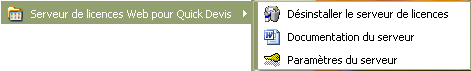 Serveur de licences Web pour Quick Devis
Désinstaller le serveur de licences
Documentation du serveur
Paramètres du serveur